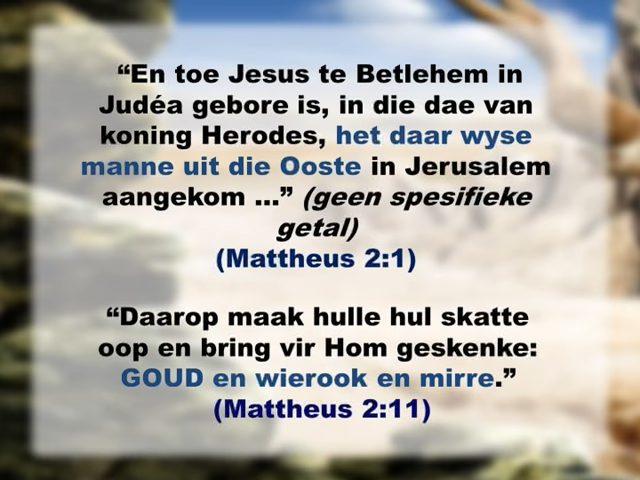 “En toe Jesus te Betlehem in
Judéa gebore is, in die dae van
koning Herodes, het daar wyse
manne uit die Ooste in Jerusalem
aangekom ...” (geen spesifieke
getal)
(Mattheus 2:1)
“Daarop maak hulle hul skatte
oop en bring vir Hom geskenke:
GOUD en wierook en mirre.”
(Mattheus 2:11)